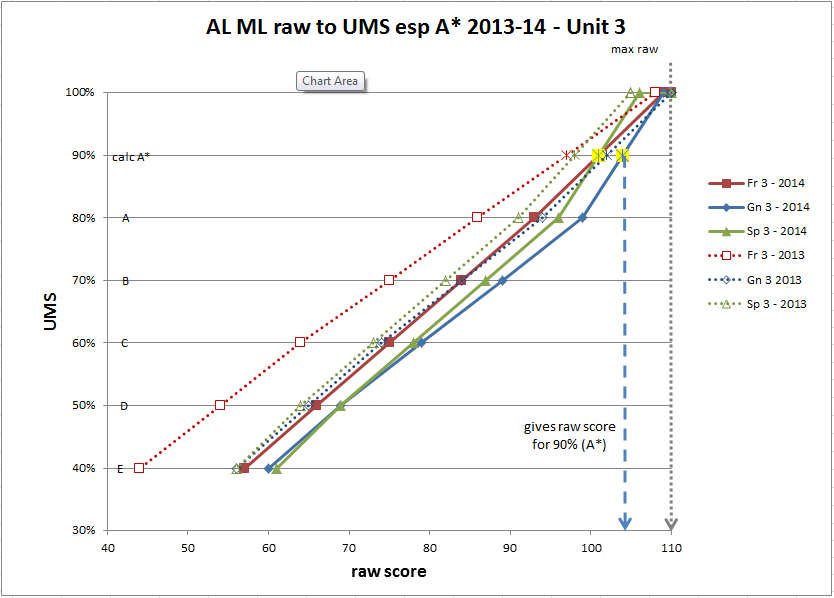 AL ML raw to UMS esp A* 2013-14 - Unit 3
max raw
Chart Area
100%
90%
80%
70%
60%
50%
40%
30%
calc A*
A
B
C
D
E
UMS
gives raw score
for 90% (A*)
40
50
60
70
80
90
100
110
raw score
Fr 3 - 2014
Gn 3 - 2014
Sp 3 - 2014
Fr 3 - 2013
Gn 3 2013
Sp 3 - 2013